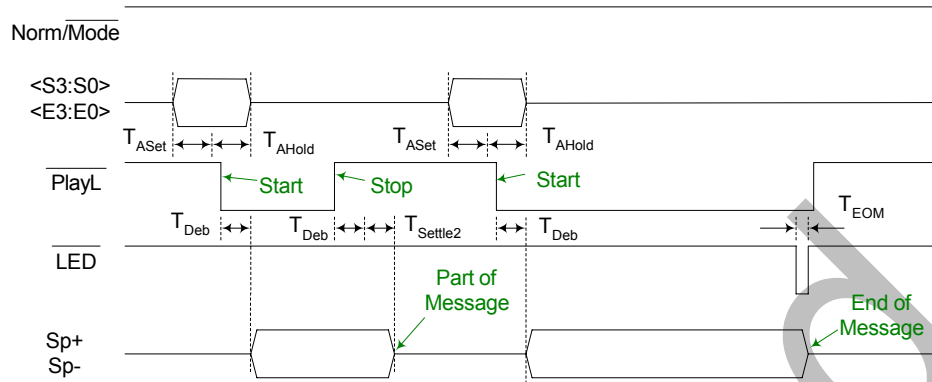 Norm/Mode
<S3:S0>
<E3:E0>
TASet
TAHold
TASet
TAHold
PlayL
Start
Stop
Start
TDeb
TDeb
TSettle2
TDeb
TEOM
LED
Part of
Message
End of
Message
Sp+
Sp-